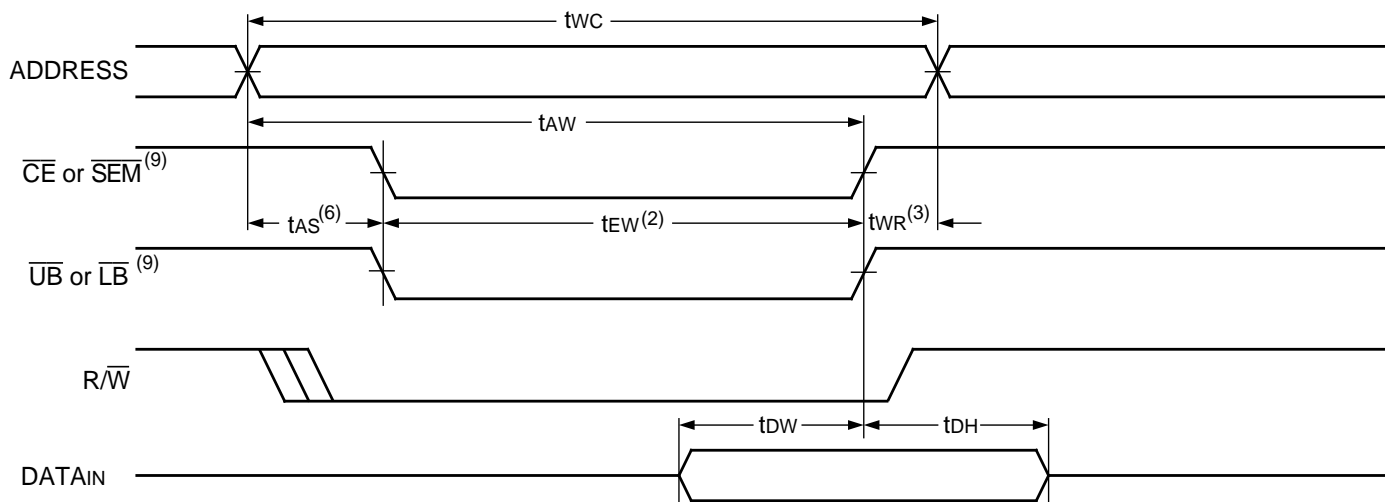 tWC
ADDRESS
tAW
CE or SEM(9)
tAS(6)
tEW(2)
tWR(3)
UB or LB (9)
R/W
tDW
tDH
DATAIN